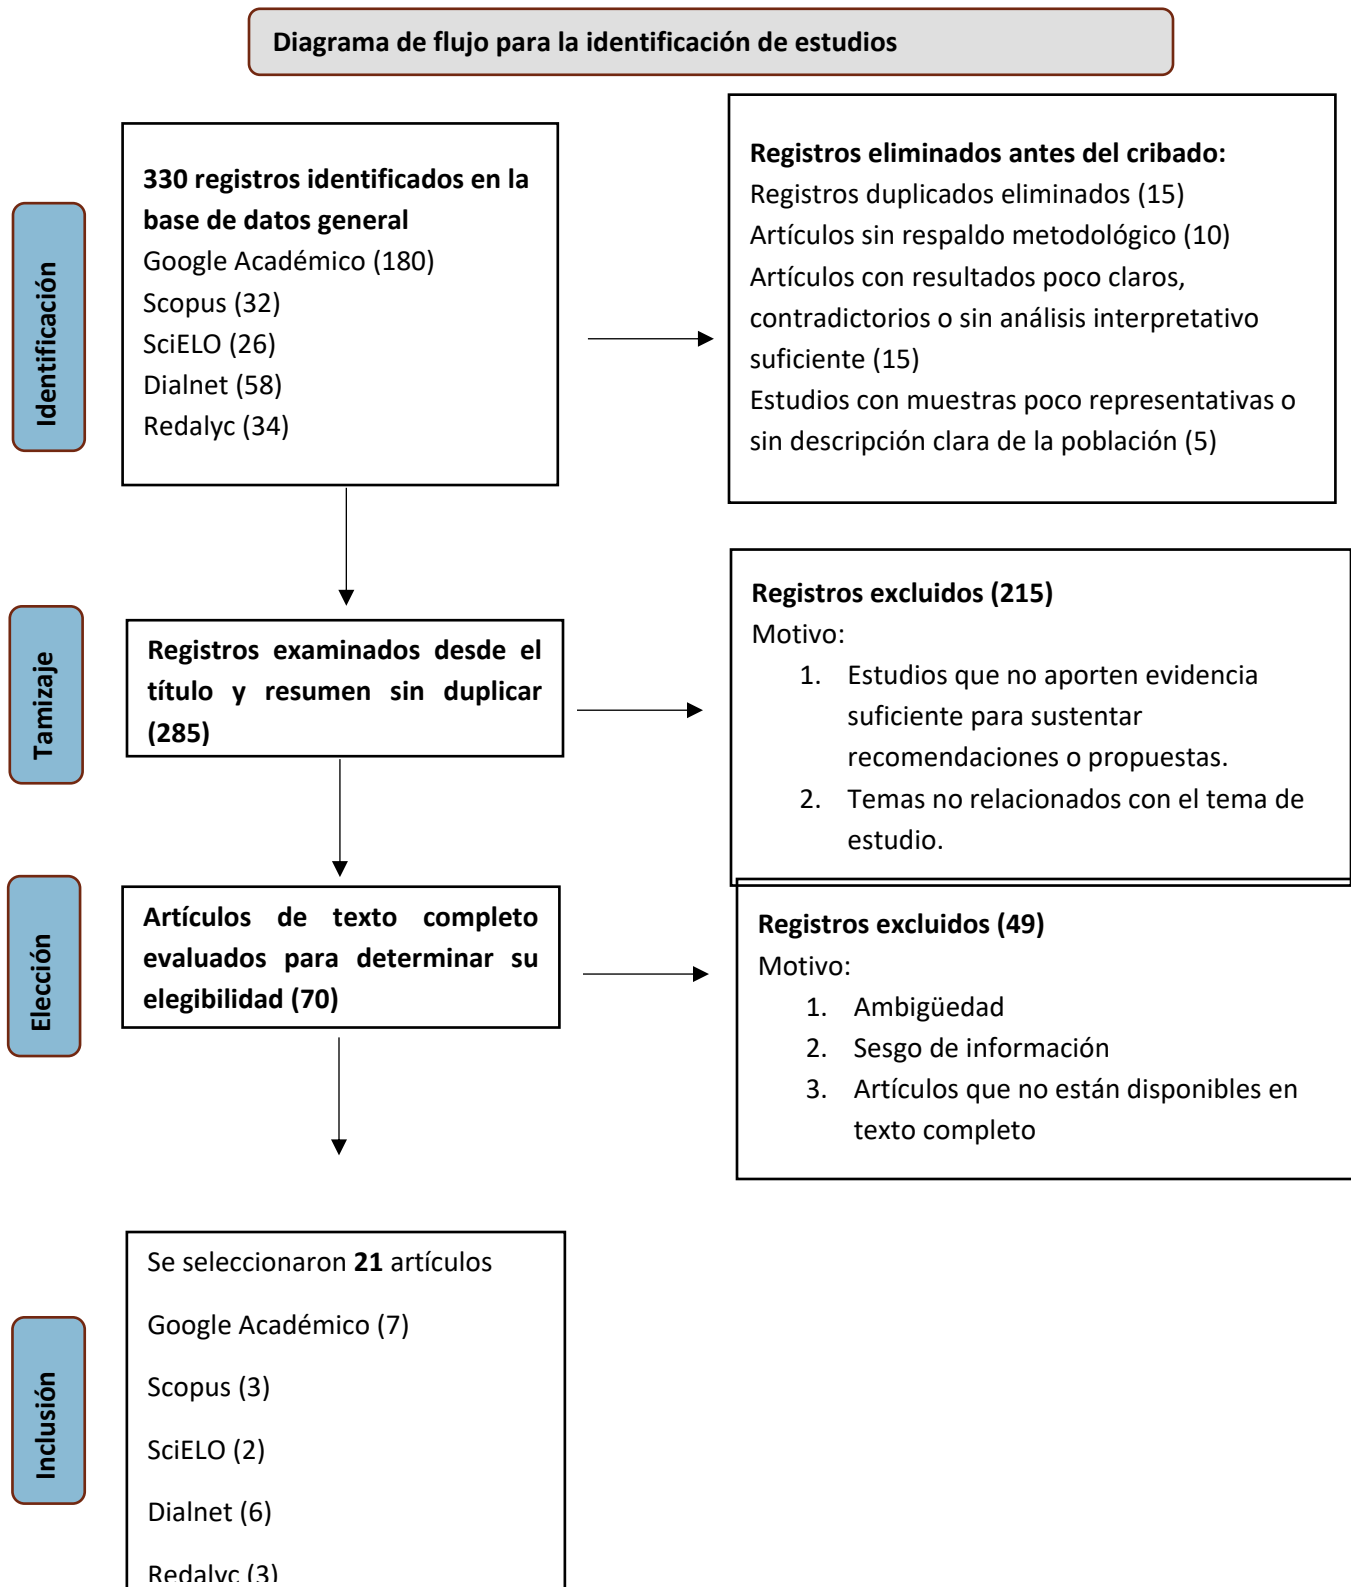 Diagrama de flujo para la identificación de estudios
Identificación
330 registros identificados en la
base de datos general
Google Académico (180)
Scopus (32)
SciELO (26)
Dialnet (58)
Redalyc (34)
Registros eliminados antes del cribado:
Registros duplicados eliminados (15)
Artículos sin respaldo metodológico (10)
Artículos con resultados poco claros,
contradictorios o sin análisis interpretativo
suficiente (15)
Estudios con muestras poco representativas o
sin descripción clara de la población (5)
Tamizaje
Registros examinados desde el
título y resumen sin duplicar
(285)
Registros excluidos (215)
Motivo:
1. Estudios que no aporten evidencia
suficiente para sustentar
recomendaciones o propuestas.
2. Temas no relacionados con el tema de
estudio.
Elección
Artículos de texto completo
evaluados para determinar su
elegibilidad (70)
Registros excluidos (49)
Motivo:
1. Ambigüedad
2. Sesgo de información
3. Artículos que no están disponibles en
texto completo
Inclusión
Se seleccionaron 21 artículos
Google Académico (7)
Scopus (3)
SciELO (2)
Dialnet (6)
Redalyc (3)